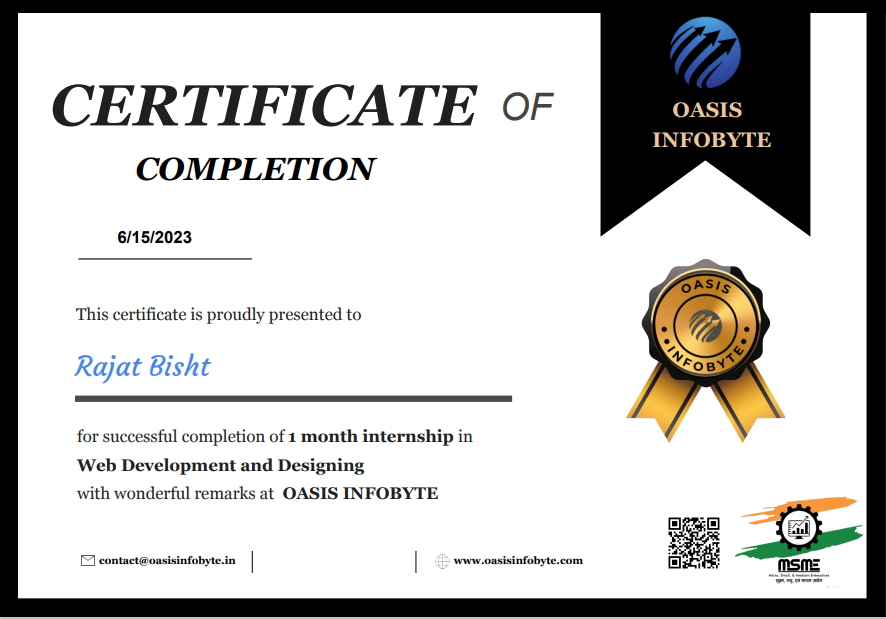 CERTIFICATE OF
COMPLETION
OASIS
INFOBYTE
6/15/2023
This certificate is proudly presented to
Rajat Bisht
for successful completion of 1 month internship in
Web Development and Designing
with wonderful remarks at OASIS INFOBYTE
OASIS
INFOBYTE
contact@oasisinfobyte.in
www.oasisinfobyte.com
MSME
Micro, Small, & Medium Enterprises
सूक्ष्म, लघु, एवं मध्यम उद्योग